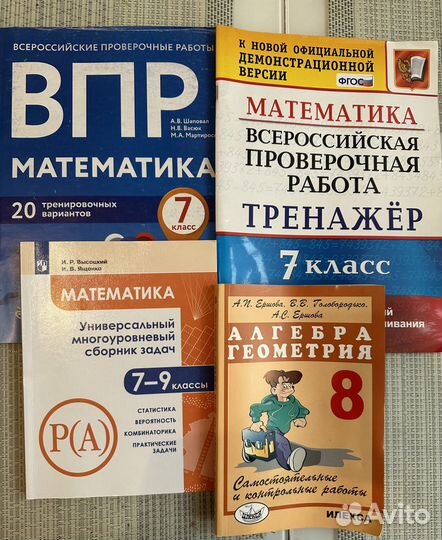 ВСЕРОССИЙСКИЕ ПРОВЕРОЧНЫЕ РАБОТЫ
ВПР
А.В. Шаповал
Н.В. Васюк
МАТЕМАТИКА
20 тренировочных
вариантов
7
класс
К НОВОЙ ОФИЦИАЛЬНОЙ
ДЕМОНСТРАЦИОННОЙ
ВЕРСИИ
ФГОС
МАТЕМАТИКА
ВСЕРОССИЙСКАЯ
ПРОВЕРОЧНАЯ
РАБОТА
ТРЕНАЖЁР
7 КЛАСС
И. Р. Высоцкий
И. В. Ященко
МАТЕМАТИКА
Универсальный
многоуровневый
сборник задач
7–9 классы
P(A)
СТАТИСТИКА
ВЕРОЯТНОСТЬ
КОМБИНАТОРИКА
ПРАКТИЧЕСКИЕ
ЗАДАЧИ
А.П. Ершова, В.В. Голобородько,
А.С. Ершова
АЛГЕБРА
ГЕОМЕТРИЯ
8
Самостоятельные
и контрольные работы
ИЛЕКСА
Avito